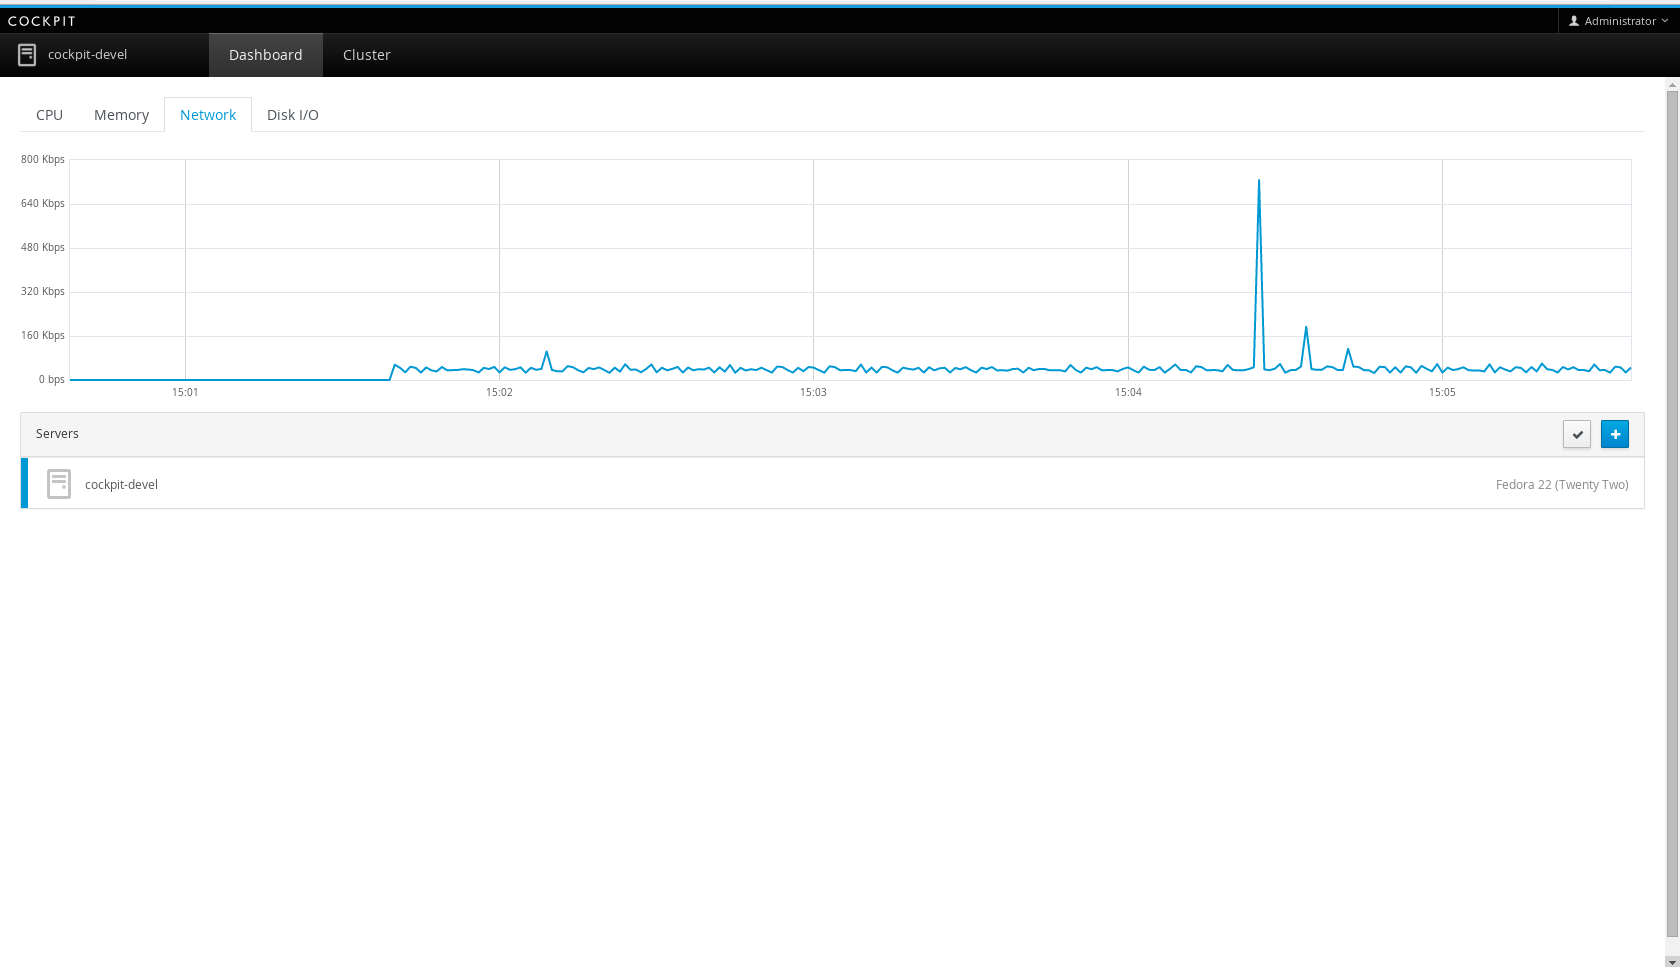 COCKPIT
Administrator
cockpit-devel
Dashboard
Cluster
CPU
Memory
Network
Disk I/O
800 Kbps
640 Kbps
480 Kbps
320 Kbps
160 Kbps
0 bps
15:01
15:02
15:03
15:04
15:05
Servers
cockpit-devel
Fedora 22 (Twenty Two)